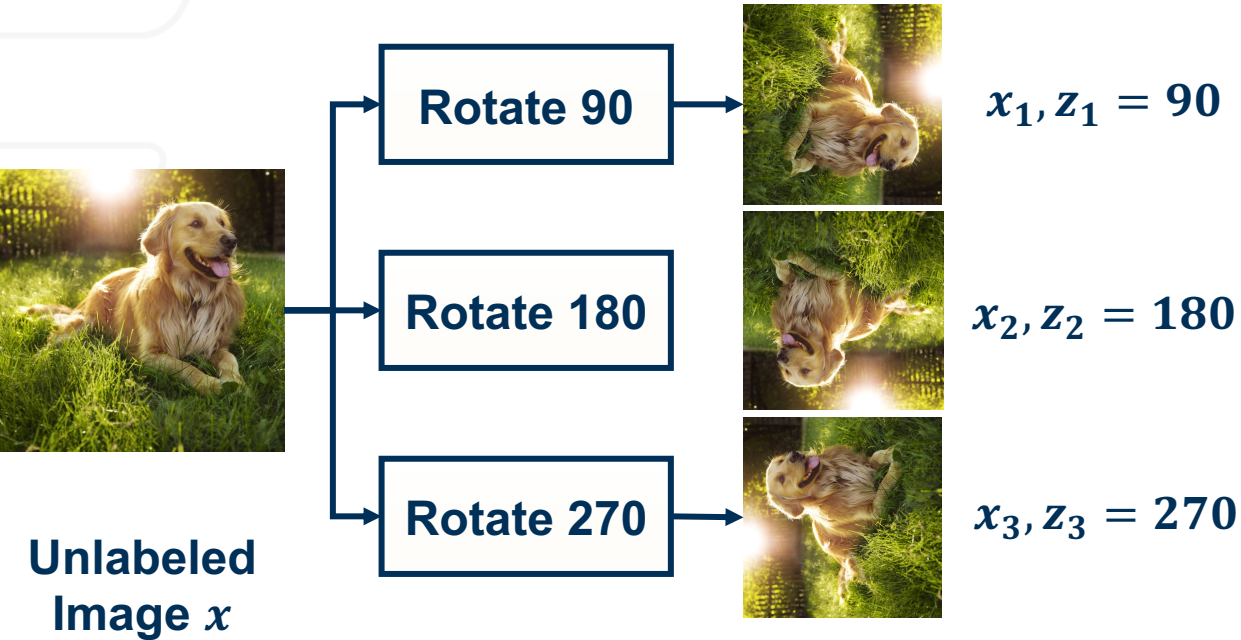 Rotate 90
x₁, z₁ = 90
Rotate 180
x₂, z₂ = 180
Rotate 270
x₃, z₃ = 270
Unlabeled
Image x